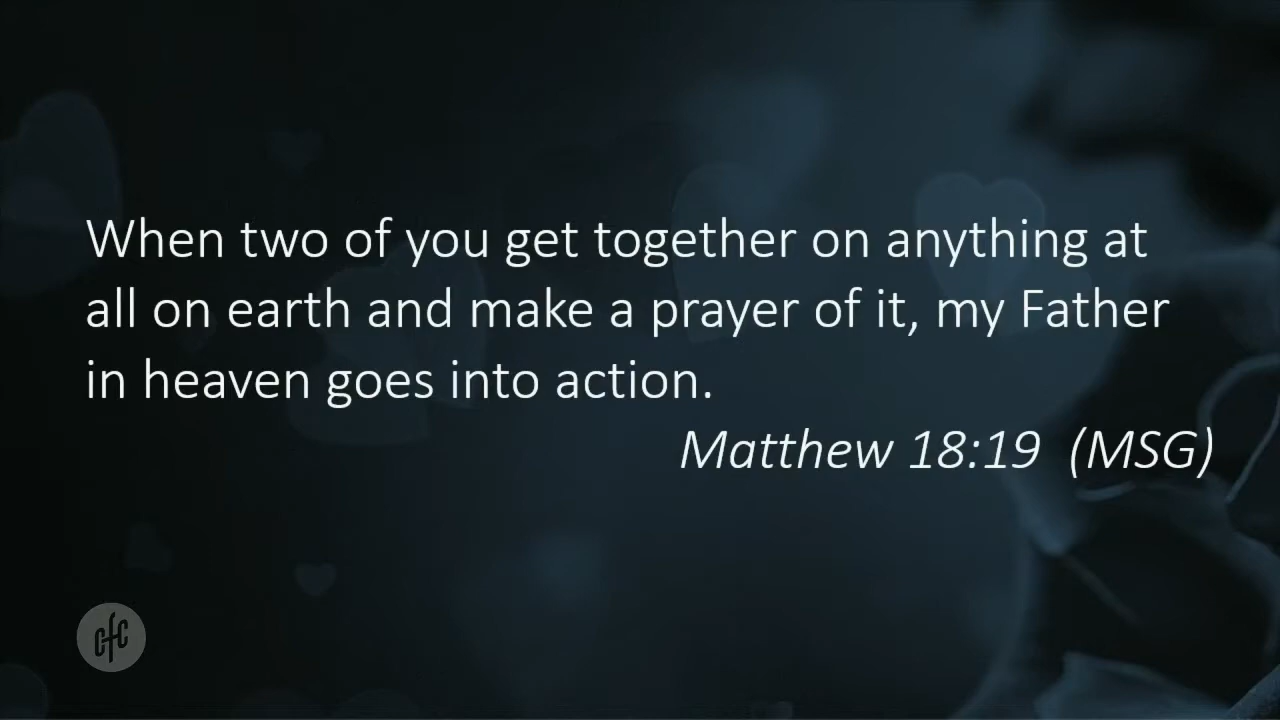 When two of you get together on anything at
all on earth and make a prayer of it, my Father
in heaven goes into action.
Matthew 18:19 (MSG)
cfc